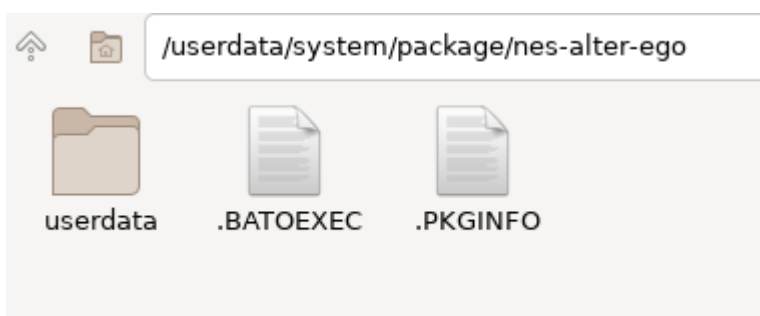 /userdata/system/package/nes-alter-ego
userdata .BATOEXEC .PKGINFO